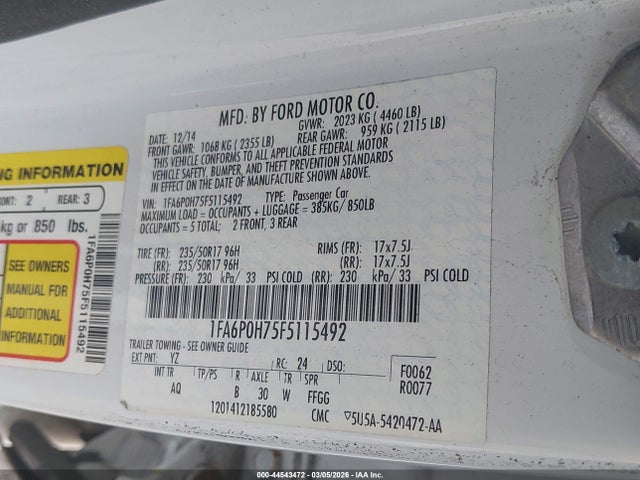 MFD. BY FORD MOTOR CO.
DATE: 12/14 GVWR: 2023 KG (4460 LB)
FRONT GAWR: 1068 KG (2355 LB) REAR GAWR: 959 KG (2115 LB)
THIS VEHICLE CONFORMS TO ALL APPLICABLE FEDERAL MOTOR
VEHICLE SAFETY, BUMPER, AND THEFT PREVENTION STANDARDS
IN EFFECT ON THE DATE OF MANUFACTURE SHOWN ABOVE.
VIN: 1FA6P0H75F5115492 TYPE: Passenger Car
MAXIMUM LOAD = OCCUPANTS + LUGGAGE = 385KG/ 850LB
OCCUPANTS = 5 TOTAL; 2 FRONT, 3 REAR
TIRE (FR): 235/50R17 96H RIMS (FR): 17x7.5J
(RR): 235/50R17 96H (RR): 17x7.5J
PRESSURE (FR): 230 kPa/ 33 PSI COLD (RR): 230 kPa/ 33 PSI COLD
1FA6P0H75F5115492
TRAILER TOWING - SEE OWNER GUIDE
EXT PNT: YZ RC: 24 DSO: F0062
INT TR TP/PS R AXLE TR SPR R0077
AQ B 30 W FFGG
1201412185580 CMC 5U5A-5420472-AA
NG INFORMATION
RONT: 2 REAR: 3
kg or 850 lbs.
SEE OWNERS
MANUAL FOR
ADDITIONAL
INFORMATION
1FA6P0H75F5115492
000-44543472 - 03/05/2026 - IAAI.COM